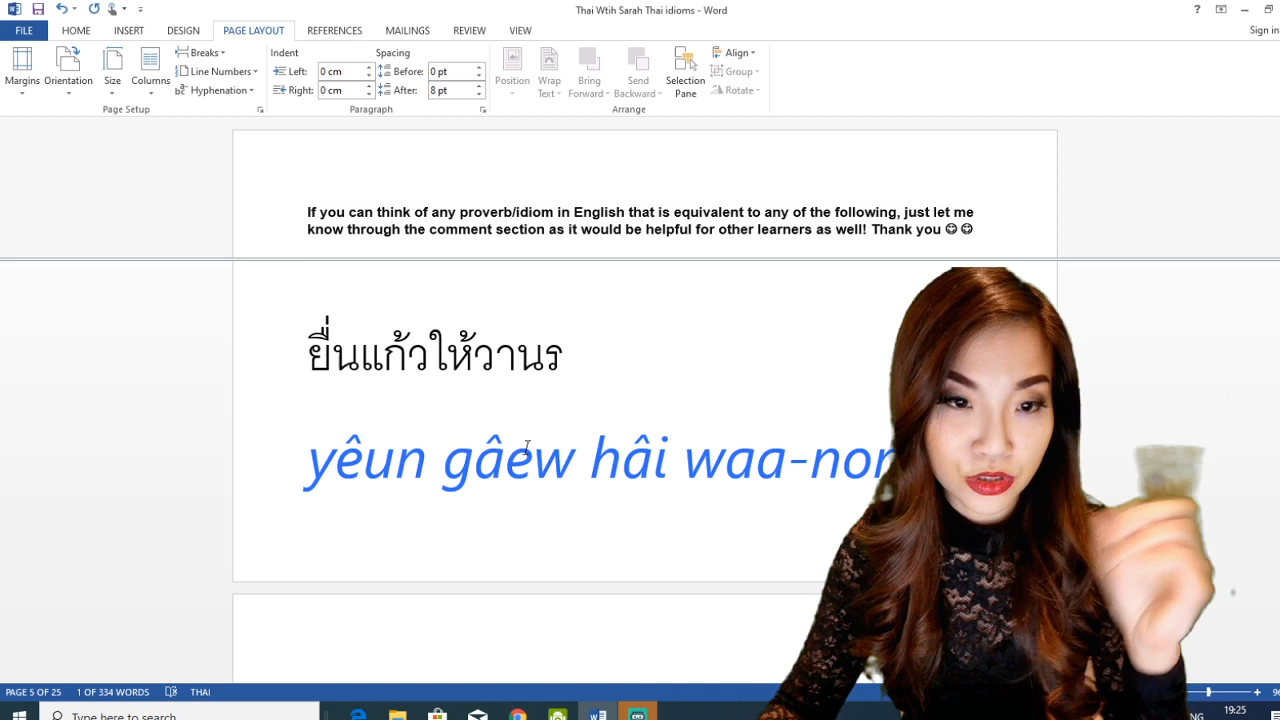 Thai Wtih Sarah Thai idioms - Word
?
FILE HOME INSERT DESIGN PAGE LAYOUT REFERENCES MAILINGS REVIEW VIEW Sign in
Margins Orientation Size Columns
Breaks
Line Numbers
Hyphenation
Page Setup
Indent Spacing
Left: 0 cm Before: 0 pt
Right: 0 cm After: 8 pt
Paragraph
Position Wrap Text Bring Forward Send Backward Selection Pane
Align
Group
Rotate
Arrange
If you can think of any proverb/idiom in English that is equivalent to any of the following, just let me
know through the comment section as it would be helpful for other learners as well! Thank you 😊😊
ยื่นแก้วให้วานร
yêun gâew hâi waa-non
PAGE 5 OF 25 1 OF 334 WORDS THAI 96
Type here to search
19:25